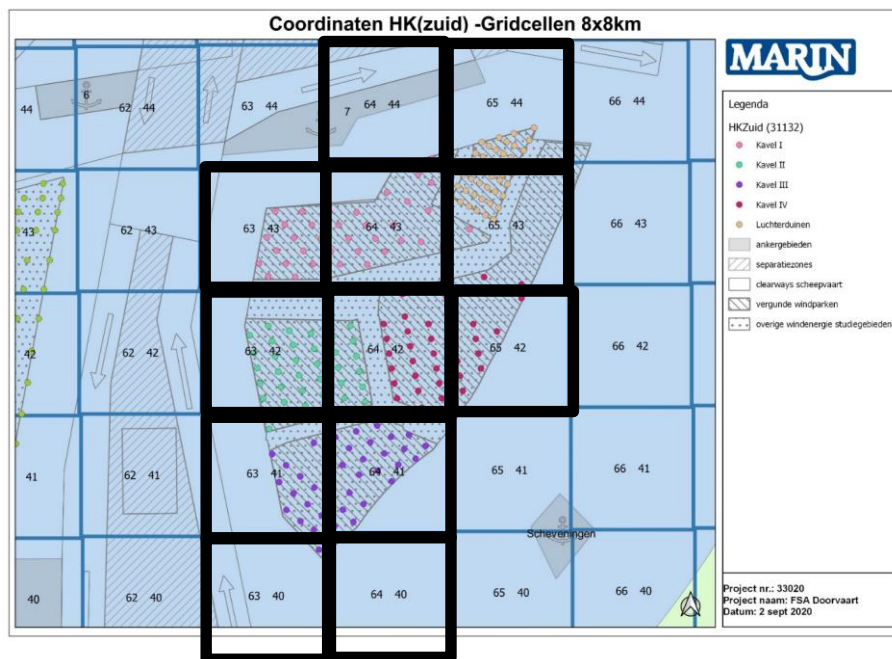 Coordinaten HK(zuid) -Gridcellen 8x8km
MARIN
Legenda
HKZuid (31132)
Kavel I
Kavel II
Kavel III
Kavel IV
Luchterduinen
ankergebieden
separatiezones
clearways scheepvaart
vergunde windparken
overige windenergie studiegebieden
44
6
62 44
63 44
7
64 44
65 44
66 44
43
62 43
63 43
64 43
65 43
66 43
42
62 42
63 42
64 42
65 42
66 42
41
62 41
63 41
64 41
65 41
66 41
Scheveningen
40
62 40
63 40
64 40
65 40
66 40
Project nr.: 33020
Project naam: FSA Doorvaart
Datum: 2 sept 2020